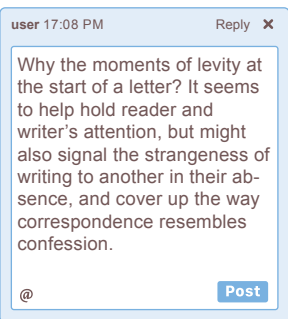 user 17:08 PM Reply ×
Why the moments of levity at
the start of a letter? It seems
to help hold reader and
writer’s attention, but might
also signal the strangeness of
writing to another in their ab-
sence, and cover up the way
correspondence resembles
confession.
@ Post